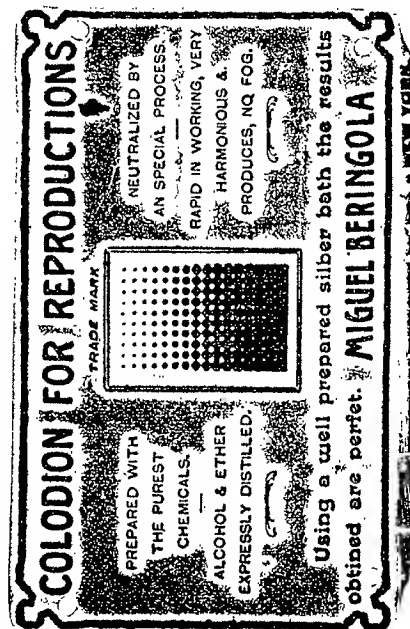 COLODION FOR REPRODUCTIONS
TRADE MARK
PREPARED WITH
THE PUREST
CHEMICALS.
ALCOHOL & ETHER
EXPRESSLY DISTILLED.
NEUTRALIZED BY
AN SPECIAL PROCESS.
RAPID IN WORKING, VERY
HARMONIOUS &
PRODUCES, NO FOG.
Using a well prepared silber bath the results
obtined are perfet. MIGUEL BERINGOLA
NEW YORK